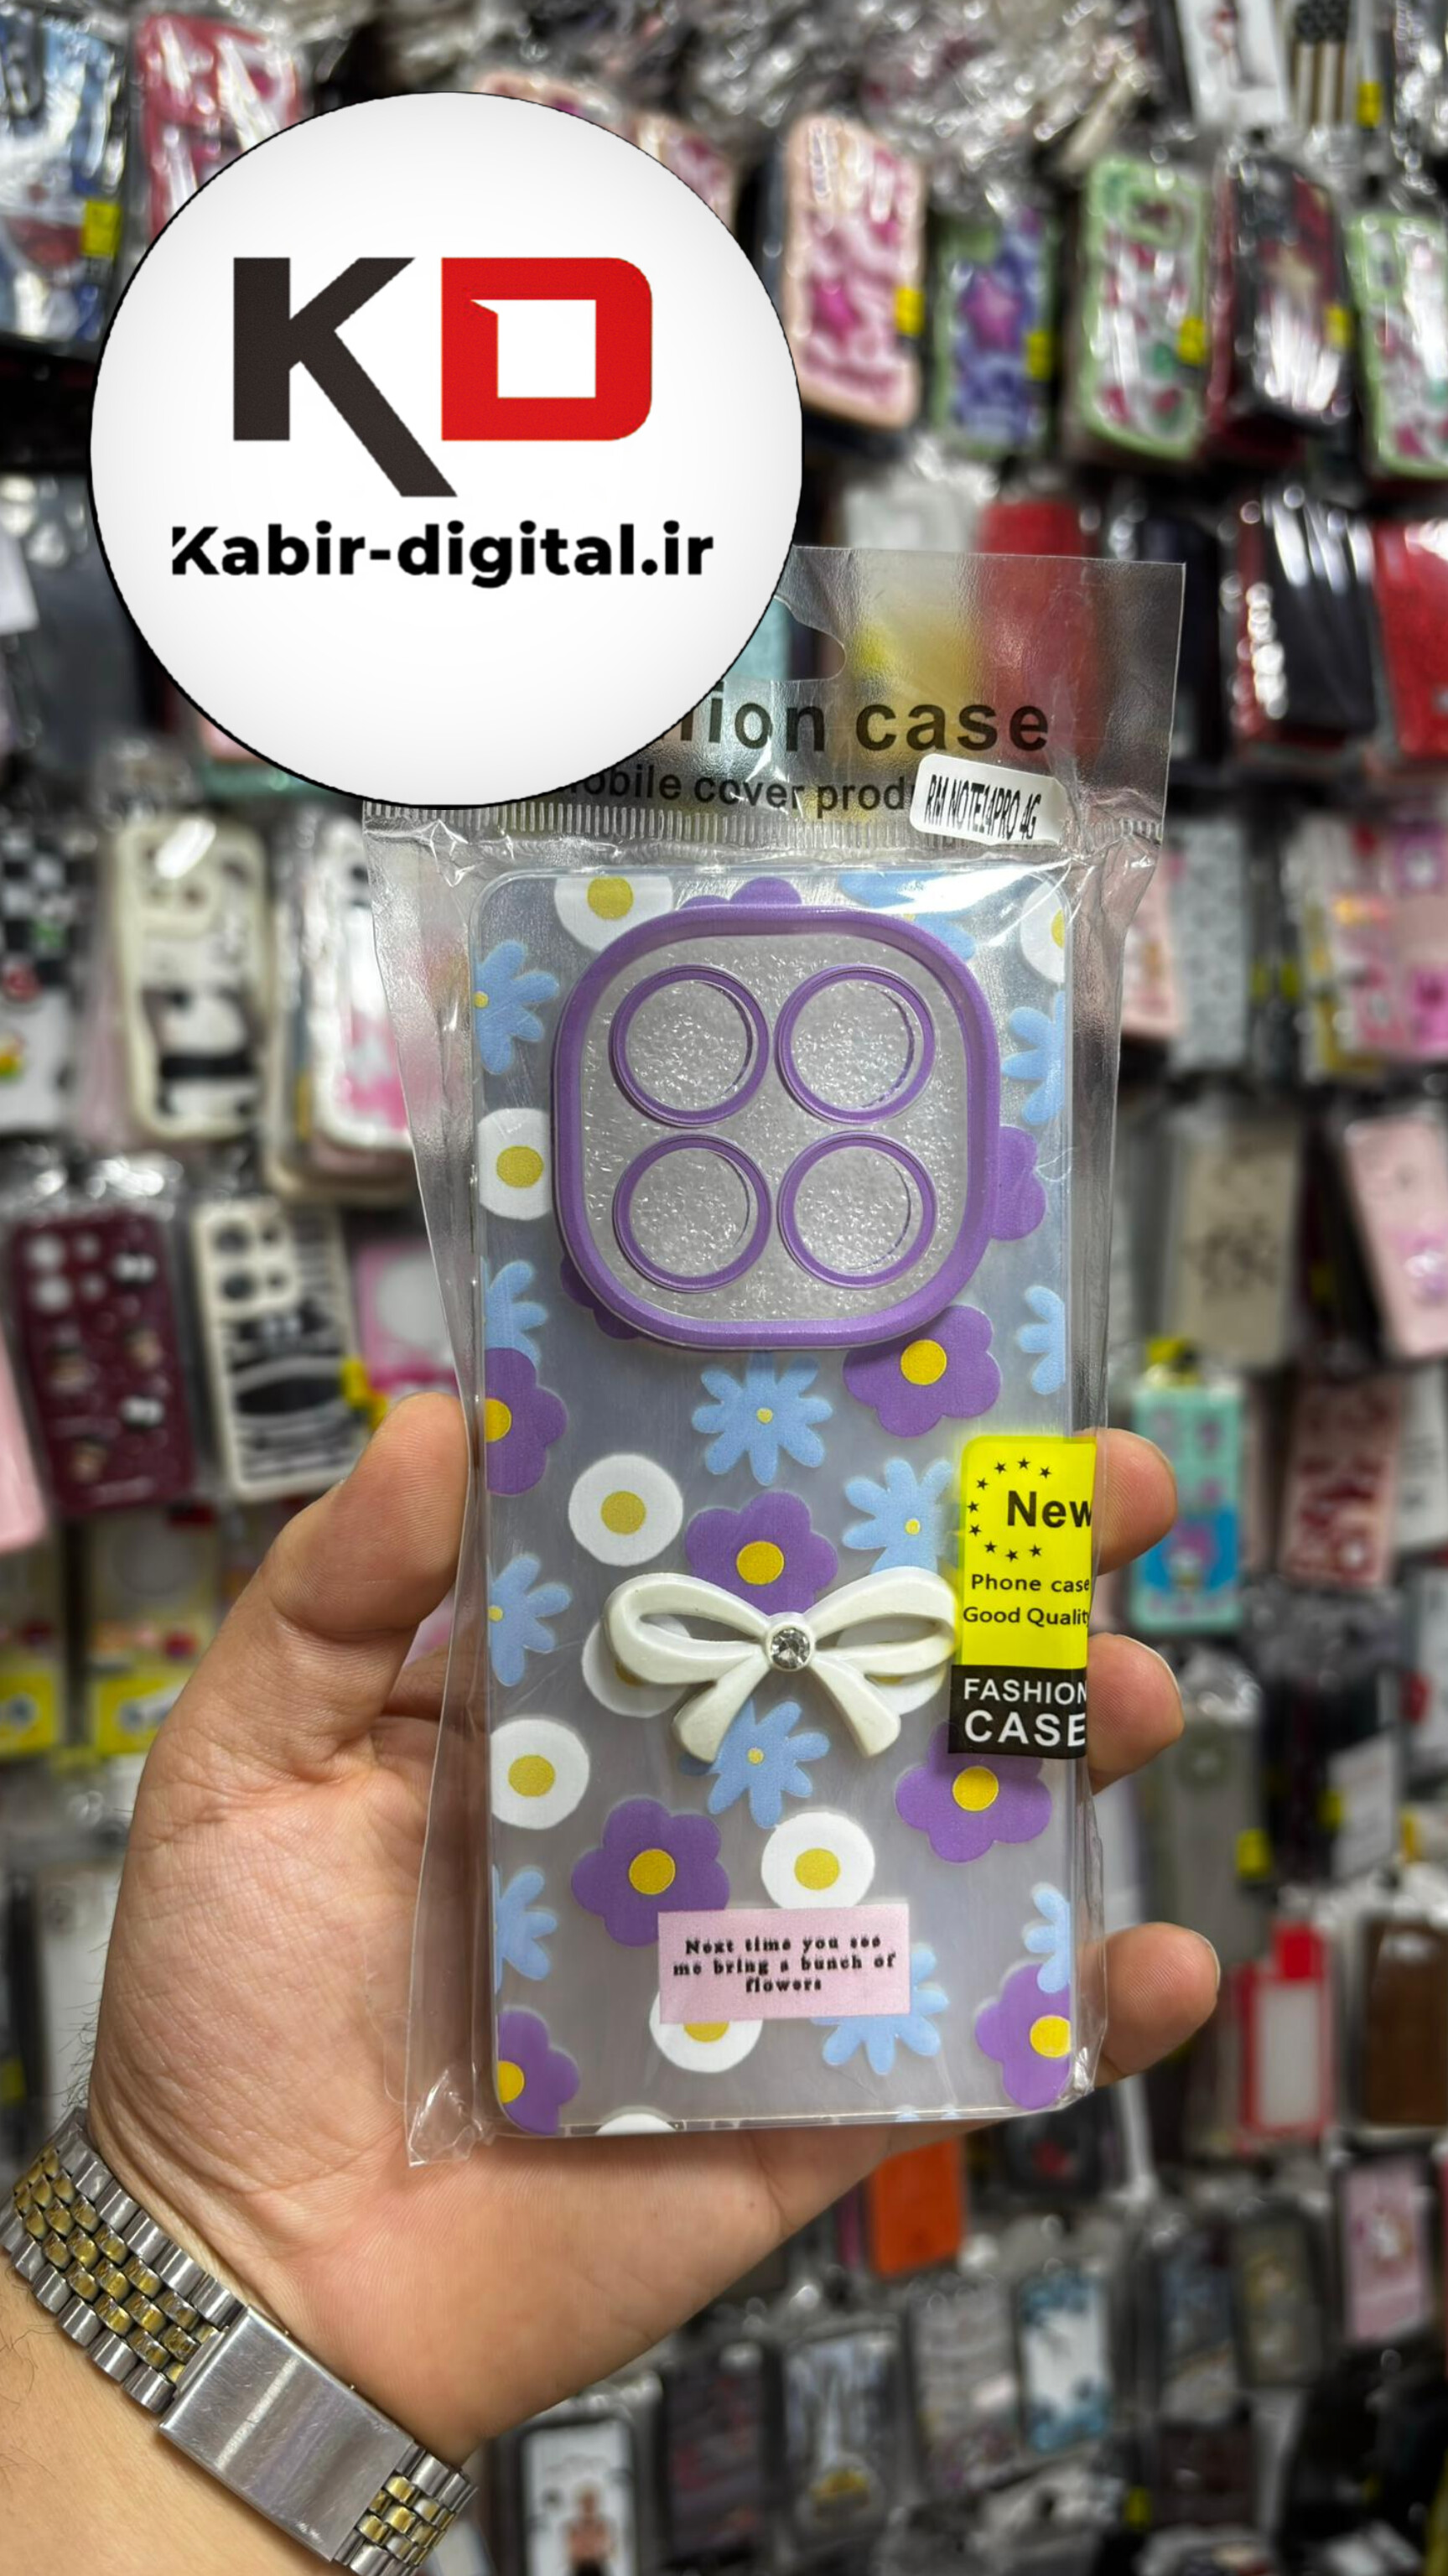 KD
Kabir-digital.ir
ion case
obile cover prod
RM NOTE14PRO 4G
New
Phone case
Good Quality
FASHION
CASE
Next time you see
me bring a bunch of
flowers